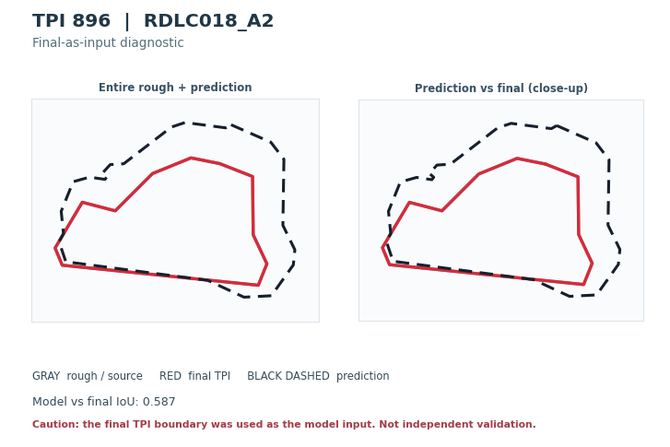 TPI 896 | RDLC018_A2
Final-as-input diagnostic
Entire rough + prediction
Prediction vs final (close-up)
GRAY rough / source RED final TPI BLACK DASHED prediction
Model vs final IoU: 0.587
Caution: the final TPI boundary was used as the model input. Not independent validation.